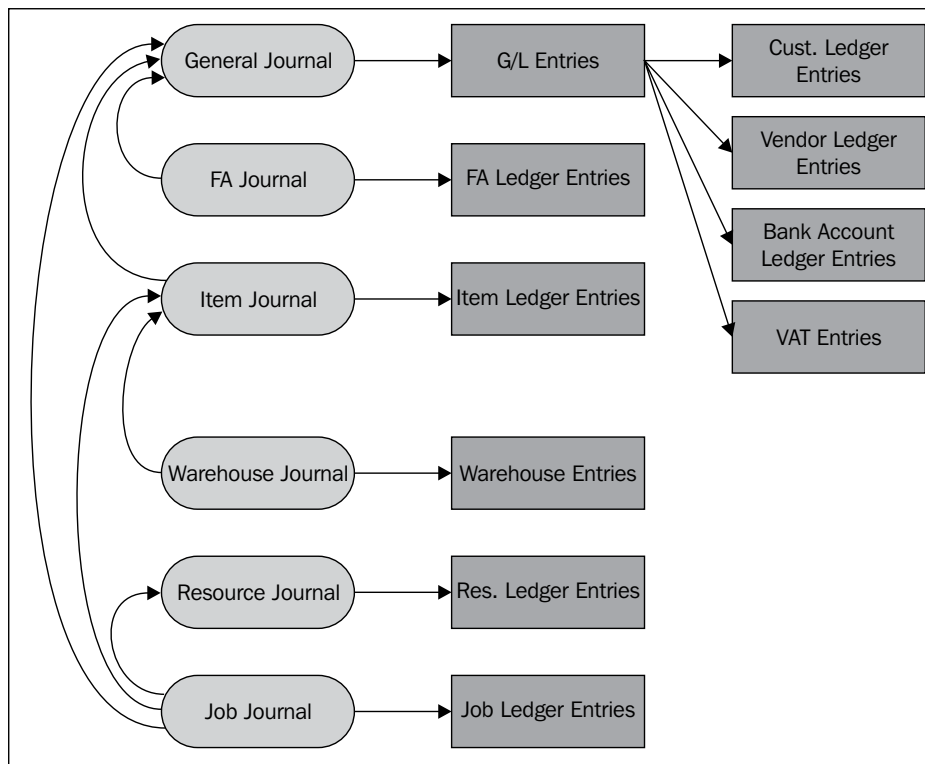 General Journal
G/L Entries
Cust. Ledger
Entries
Vendor Ledger
Entries
FA Journal
FA Ledger Entries
Bank Account
Ledger Entries
Item Journal
Item Ledger Entries
VAT Entries
Warehouse Journal
Warehouse Entries
Resource Journal
Res. Ledger Entries
Job Journal
Job Ledger Entries